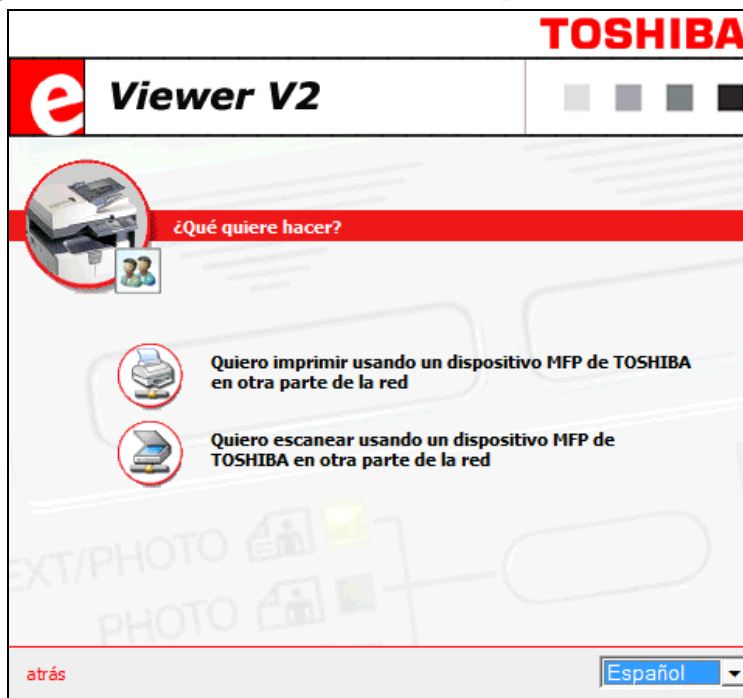 TOSHIBA
e Viewer V2
¿Qué quiere hacer?
Quiero imprimir usando un dispositivo MFP de TOSHIBA
en otra parte de la red
Quiero escanear usando un dispositivo MFP de
TOSHIBA en otra parte de la red
EXT/PHOTO
PHOTO
atrás
Español